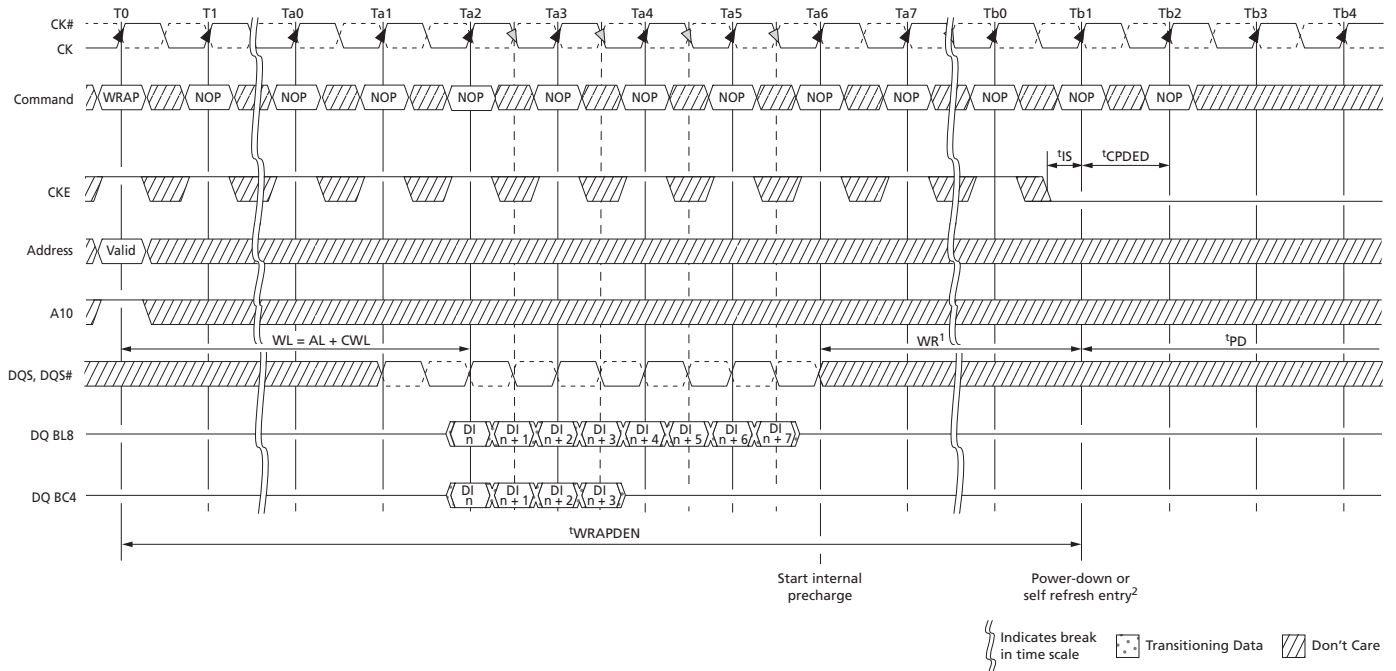 T0 T1 Ta0 Ta1 Ta2 Ta3 Ta4 Ta5 Ta6 Ta7 Tb0 Tb1 Tb2 Tb3 Tb4
CK#
CK
Command WRAP NOP NOP NOP NOP NOP NOP NOP NOP NOP NOP NOP NOP
tIS tCPDED
CKE
Address Valid
A10
WL = AL + CWL WR1 tPD
DQS, DQS#
DQ BL8 DI n DI n + 1 DI n + 2 DI n + 3 DI n + 4 DI n + 5 DI n + 6 DI n + 7
DQ BC4 DI n DI n + 1 DI n + 2 DI n + 3
tWRAPDEN
Start internal
precharge
Power-down or
self refresh entry2
Indicates break
in time scale
Transitioning Data
Don't Care